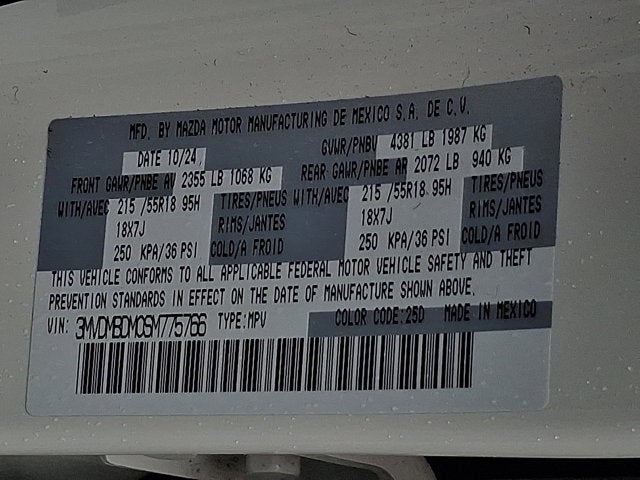 MFD. BY MAZDA MOTOR MANUFACTURING DE MEXICO S.A. DE C.V.
DATE 10/24 GVWR/PNBV 4381 LB 1987 KG
FRONT GAWR/PNBE AV 2355 LB 1068 KG REAR GAWR/PNBE AR 2072 LB 940 KG
WITH/AVEC 215 /55R18 95H TIRES/PNEUS WITH/AVEC 215 /55R18 95H TIRES/PNEUS
18X7J RIMS/JANTES 18X7J RIMS/JANTES
250 KPA/36 PSI COLD/A FROID 250 KPA/36 PSI COLD/A FROID
THIS VEHICLE CONFORMS TO ALL APPLICABLE FEDERAL MOTOR VEHICLE SAFETY AND THEFT
PREVENTION STANDARDS IN EFFECT ON THE DATE OF MANUFACTURE SHOWN ABOVE.
VIN: 3MVDMBDM0SM775766 TYPE:MPV COLOR CODE:25D MADE IN MEXICO